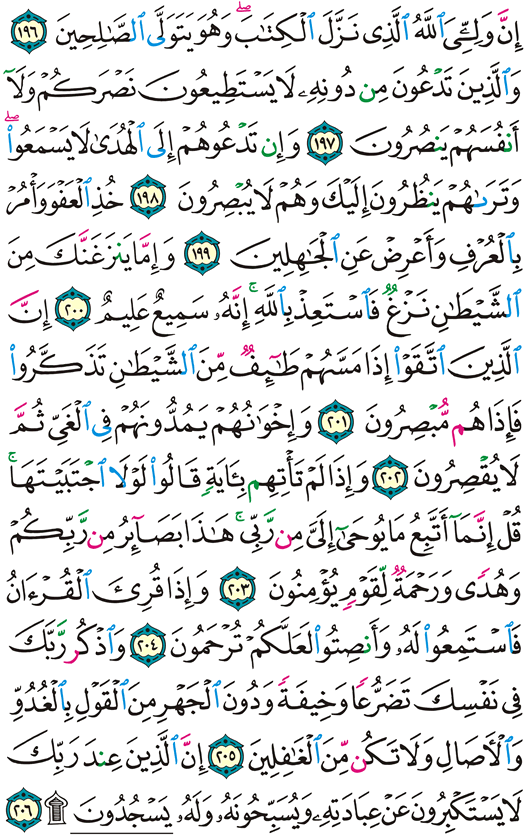 إِنَّ وَلِـِّۧىَ ٱللَّهُ ٱلَّذِى نَزَّلَ ٱلْكِتَٰبَ ۖ وَهُوَ يَتَوَلَّى ٱلصَّٰلِحِينَ ١٩٦
وَٱلَّذِينَ تَدْعُونَ مِن دُونِهِۦ لَا يَسْتَطِيعُونَ نَصْرَكُمْ وَلَآ
أَنفُسَهُمْ يَنصُرُونَ ١٩٧ وَإِن تَدْعُوهُمْ إِلَى ٱلْهُدَىٰ لَا يَسْمَعُوا۟ ۖ
وَتَرَىٰهُمْ يَنظُرُونَ إِلَيْكَ وَهُمْ لَا يُبْصِرُونَ ١٩٨ خُذِ ٱلْعَفْوَ وَأْمُرْ
بِٱلْعُرْفِ وَأَعْرِضْ عَنِ ٱلْجَٰهِلِينَ ١٩٩ وَإِمَّا يَنزَغَنَّكَ مِنَ
ٱلشَّيْطَٰنِ نَزْغٌ فَٱسْتَعِذْ بِٱللَّهِ ۚ إِنَّهُۥ سَمِيعٌ عَلِيمٌ ٢٠٠ إِنَّ
ٱلَّذِينَ ٱتَّقَوْا۟ إِذَا مَسَّهُمْ طَٰٓئِفٌ مِّنَ ٱلشَّيْطَٰنِ تَذَكَّرُوا۟
فَإِذَا هُم مُّبْصِرُونَ ٢٠١ وَإِخْوَٰنُهُمْ يَمُدُّونَهُمْ فِى ٱلْغَىِّ ثُمَّ
لَا يُقْصِرُونَ ٢٠٢ وَإِذَا لَمْ تَأْتِهِم بِـَٔايَةٍ قَالُوا۟ لَوْلَا ٱجْتَبَيْتَهَا ۚ
قُلْ إِنَّمَآ أَتَّبِعُ مَا يُوحَىٰٓ إِلَىَّ مِن رَّبِّى ۚ هَٰذَا بَصَآئِرُ مِن رَّبِّكُمْ
وَهُدًى وَرَحْمَةٌ لِّقَوْمٍ يُؤْمِنُونَ ٢٠٣ وَإِذَا قُرِئَ ٱلْقُرْءَانُ
فَٱسْتَمِعُوا۟ لَهُۥ وَأَنصِتُوا۟ لَعَلَّكُمْ تُرْحَمُونَ ٢٠٤ وَٱذْكُر رَّبَّكَ
فِى نَفْسِكَ تَضَرُّعًا وَخِيفَةً وَدُونَ ٱلْجَهْرِ مِنَ ٱلْقَوْلِ بِٱلْغُدُوِّ
وَٱلْءَاصَالِ وَلَا تَكُن مِّنَ ٱلْغَٰفِلِينَ ٢٠٥ إِنَّ ٱلَّذِينَ عِندَ رَبِّكَ
لَا يَسْتَكْبِرُونَ عَنْ عِبَادَتِهِۦ وَيُسَبِّحُونَهُۥ وَلَهُۥ يَسْجُدُونَ ۩ ٢٠٦